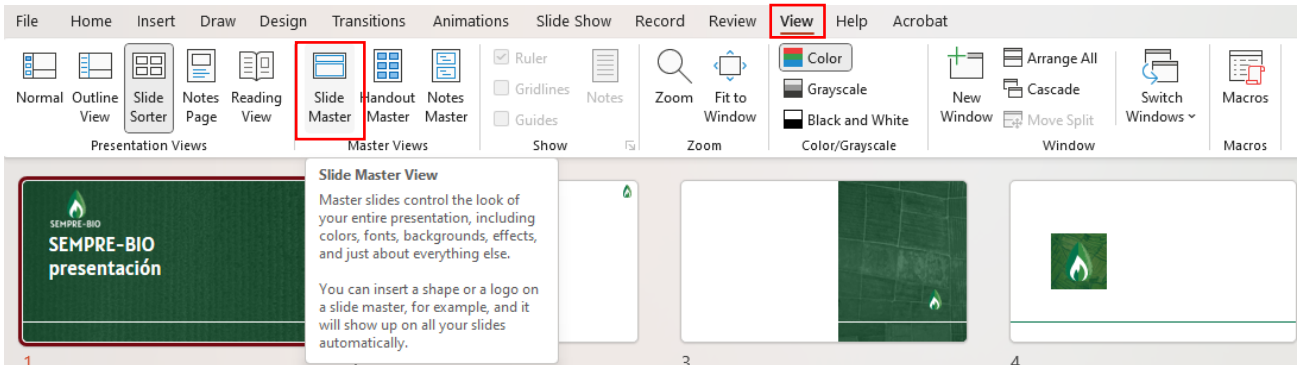 File Home Insert Draw Design Transitions Animations Slide Show Record Review View Help Acrobat
Normal Outline View Slide Sorter Notes Page Reading View
Slide Master Handout Master Notes Master
Ruler
Gridlines
Guides
Notes
Zoom Fit to Window
Color
Grayscale
Black and White
New Window
Arrange All
Cascade
Move Split
Switch Windows
Macros
Presentation Views Master Views Show Zoom Color/Grayscale Window Macros
Slide Master View
Master slides control the look of
your entire presentation, including
colors, fonts, backgrounds, effects,
and just about everything else.
You can insert a shape or a logo on
a slide master, for example, and it
will show up on all your slides
automatically.
SEMPRE-BIO
SEMPRE-BIO
presentación
1 3 4